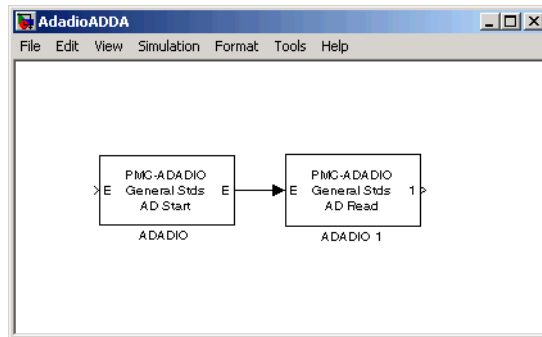 AdadioADDA
File Edit View Simulation Format Tools Help
PMC-ADADIO
General Stds
AD Start
E
E
ADADIO
PMC-ADADIO
General Stds
AD Read
E
1
ADADIO 1